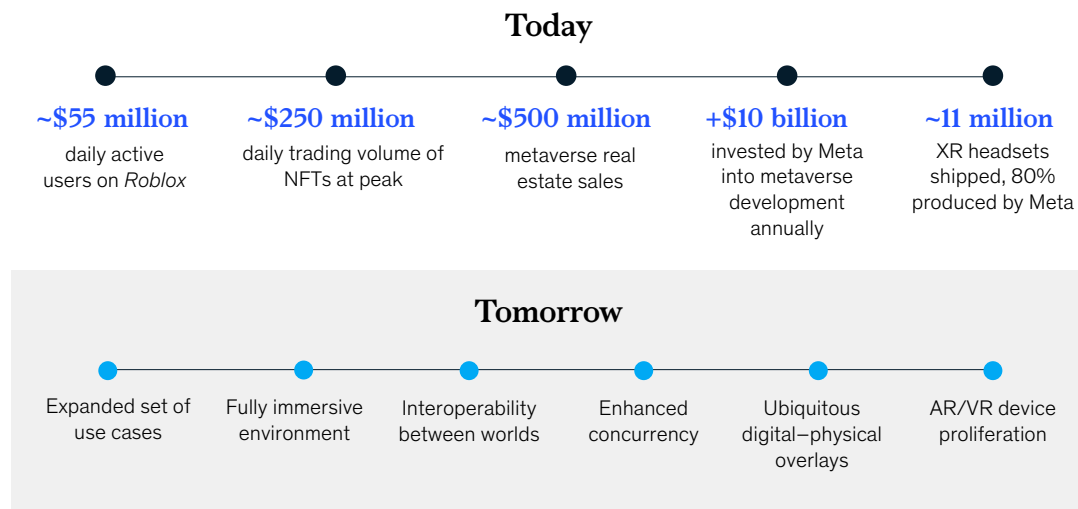 Today
~$55 million
daily active
users on Roblox
~$250 million
daily trading volume of
NFTs at peak
~$500 million
metaverse real
estate sales
+$10 billion
invested by Meta
into metaverse
development
annually
~11 million
XR headsets
shipped, 80%
produced by Meta
Tomorrow
Expanded set of
use cases
Fully immersive
environment
Interoperability
between worlds
Enhanced
concurrency
Ubiquitous
digital–physical
overlays
AR/VR device
proliferation